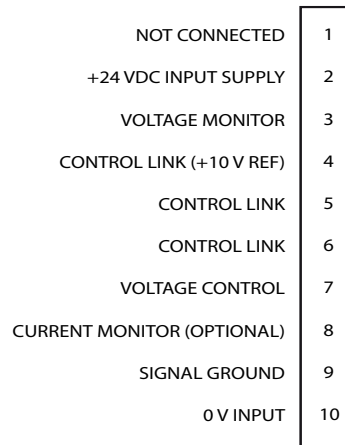 NOT CONNECTED 1
+24 VDC INPUT SUPPLY 2
VOLTAGE MONITOR 3
CONTROL LINK (+10 V REF) 4
CONTROL LINK 5
CONTROL LINK 6
VOLTAGE CONTROL 7
CURRENT MONITOR (OPTIONAL) 8
SIGNAL GROUND 9
0 V INPUT 10